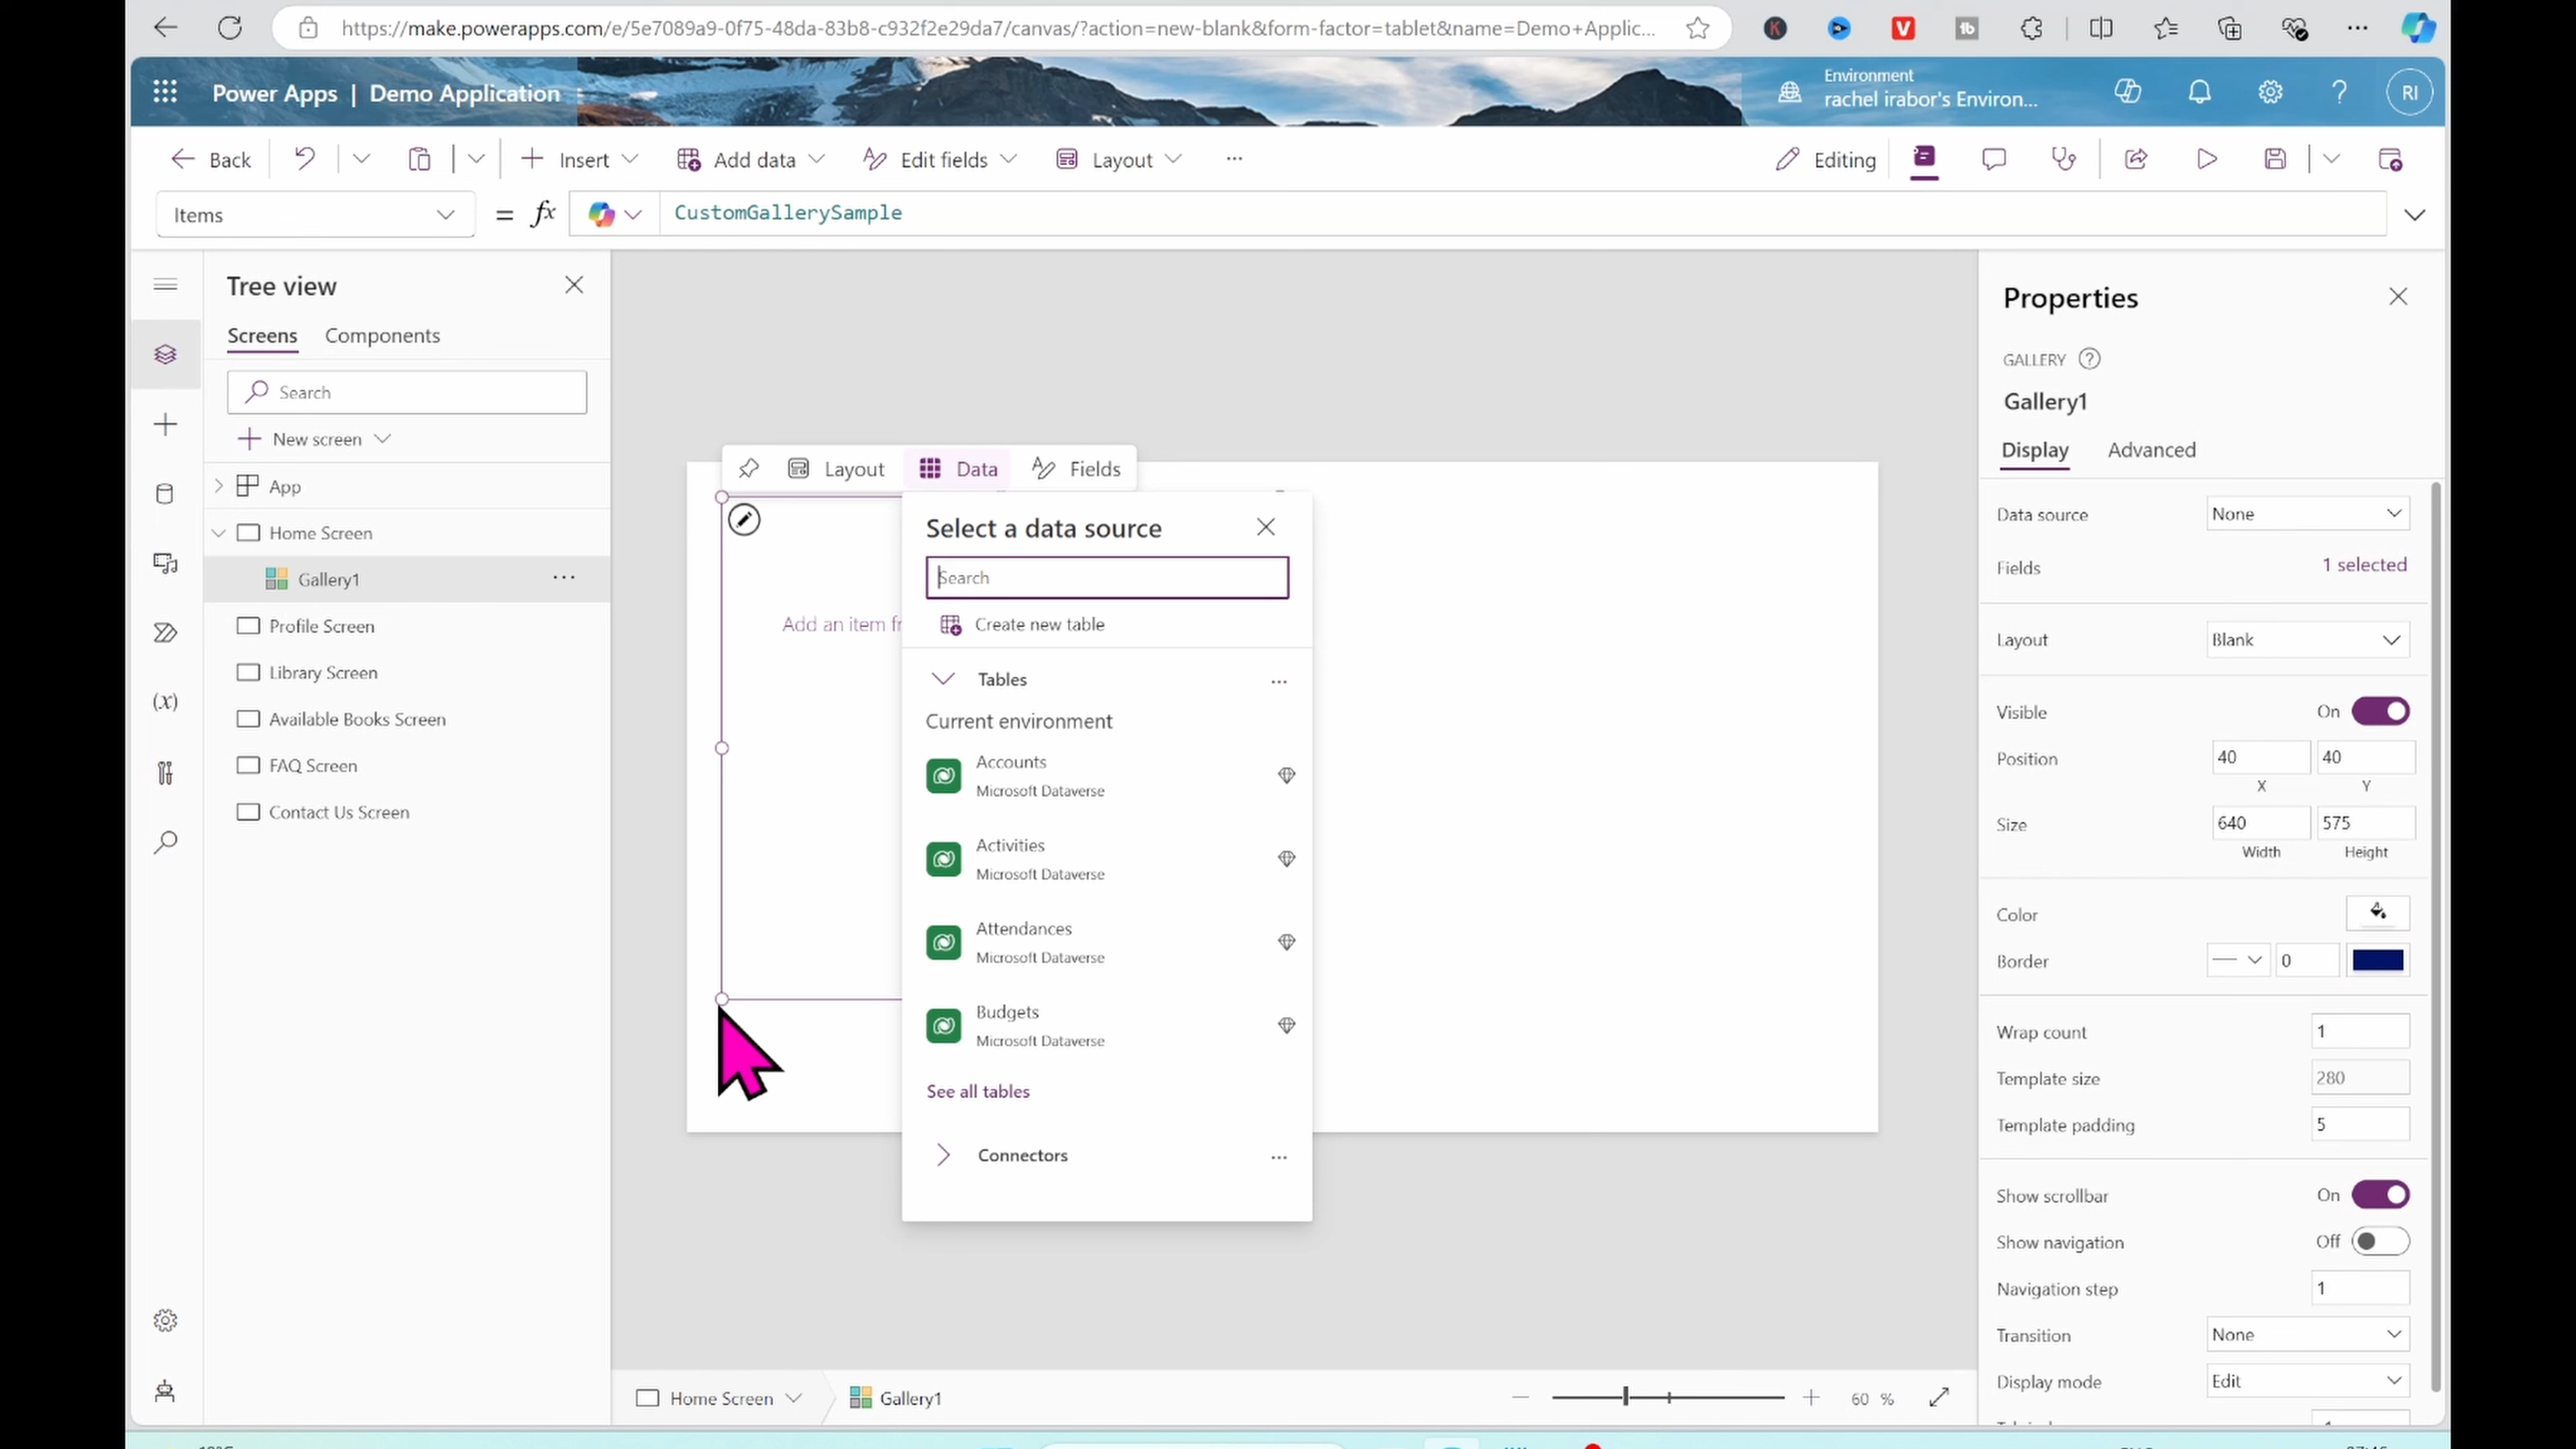 https://make.powerapps.com/e/5e7089a9-0f75-48da-83b8-c932f2e29da7/canvas/?action=new-blank&form-factor=tablet&name=Demo+Applic...
Power Apps | Demo Application
Environment
rachel irabor's Environ...
RI
Back
Insert
Add data
Edit fields
Layout
Editing
Items
= fx
CustomGallerySample
Tree view
Screens
Components
Search
New screen
App
Home Screen
Gallery1
Profile Screen
Library Screen
Available Books Screen
FAQ Screen
Contact Us Screen
Layout
Data
Fields
Add an item fr
Select a data source
Search
Create new table
Tables
Current environment
Accounts
Microsoft Dataverse
Activities
Microsoft Dataverse
Attendances
Microsoft Dataverse
Budgets
Microsoft Dataverse
See all tables
Connectors
Home Screen
Gallery1
60 %
Properties
GALLERY
Gallery1
Display
Advanced
Data source
None
Fields
1 selected
Layout
Blank
Visible
On
Position
40
40
X
Y
Size
640
575
Width
Height
Color
Border
0
Wrap count
1
Template size
280
Template padding
5
Show scrollbar
On
Show navigation
Off
Navigation step
1
Transition
None
Display mode
Edit